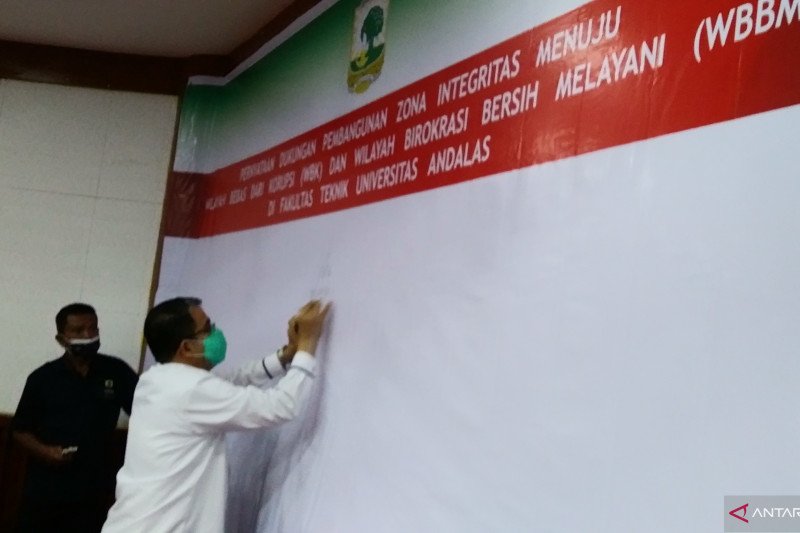 PERNYATAAN DUKUNGAN PEMBANGUNAN ZONA INTEGRITAS MENUJU
WILAYAH BEBAS DARI KORUPSI (WBK) DAN WILAYAH BIROKRASI BERSIH MELAYANI (WBBM
DI FAKULTAS TEKNIK UNIVERSITAS ANDALAS
ANTAR